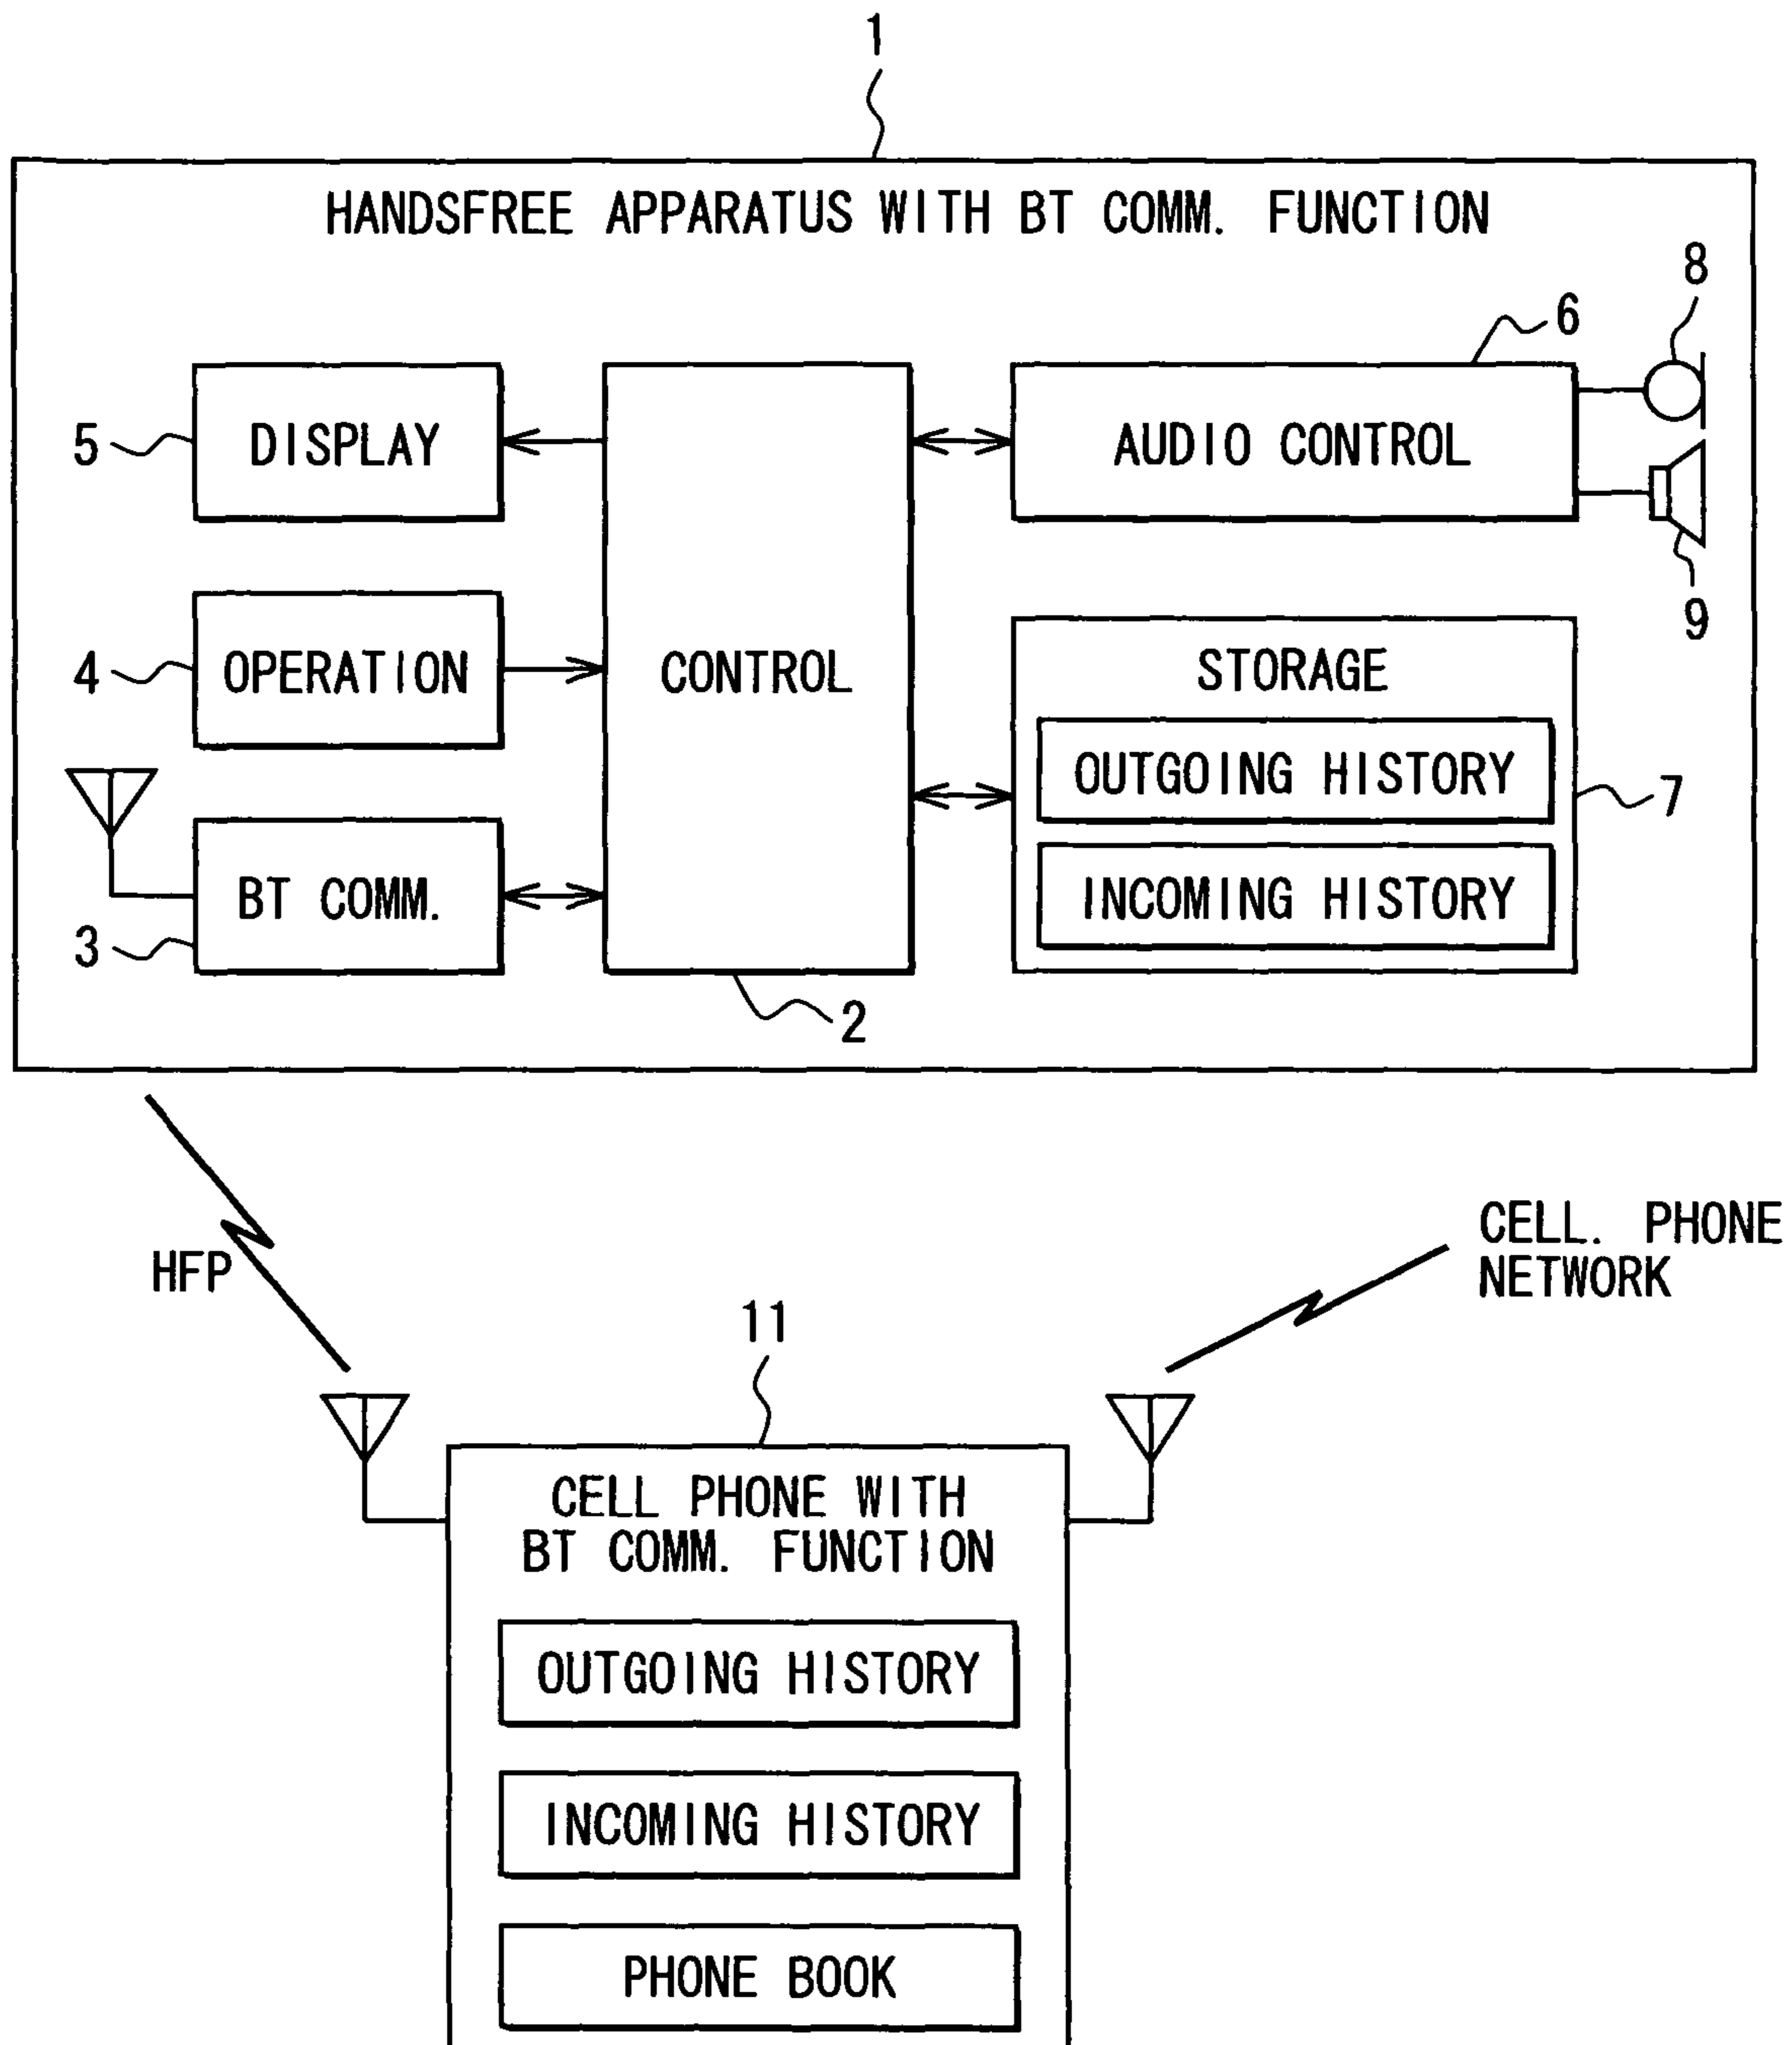 1
HANDSFREE APPARATUS WITH BT COMM. FUNCTION
8
6
5
DISPLAY
AUDIO CONTROL
9
4
OPERATION
CONTROL
STORAGE
OUTGOING HISTORY
7
BT COMM.
INCOMING HISTORY
3
2
HFP
CELL. PHONE
NETWORK
11
CELL PHONE WITH
BT COMM. FUNCTION
OUTGOING HISTORY
INCOMING HISTORY
PHONE BOOK